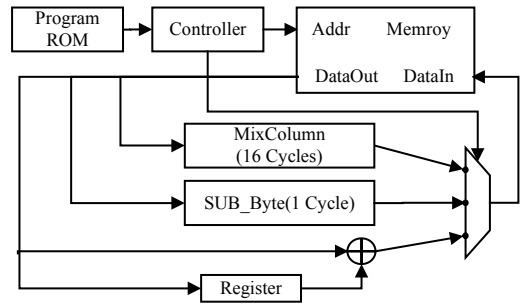 Program
ROM
Controller
Addr Memroy
DataOut DataIn
MixColumn
(16 Cycles)
SUB_Byte(1 Cycle)
Register